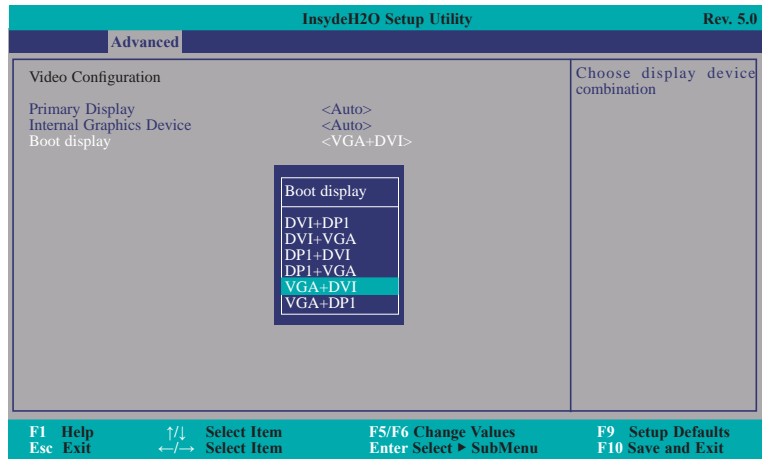 InsydeH2O Setup Utility Rev. 5.0
Advanced
Video Configuration
Primary Display <Auto>
Internal Graphics Device <Auto>
Boot display <VGA+DVI>
Choose display device
combination
Boot display
DVI+DP1
DVI+VGA
DP1+DVI
DP1+VGA
VGA+DVI
VGA+DP1
F1 Help ↑/↓ Select Item F5/F6 Change Values F9 Setup Defaults
Esc Exit ←/→ Select Item Enter Select ► SubMenu F10 Save and Exit